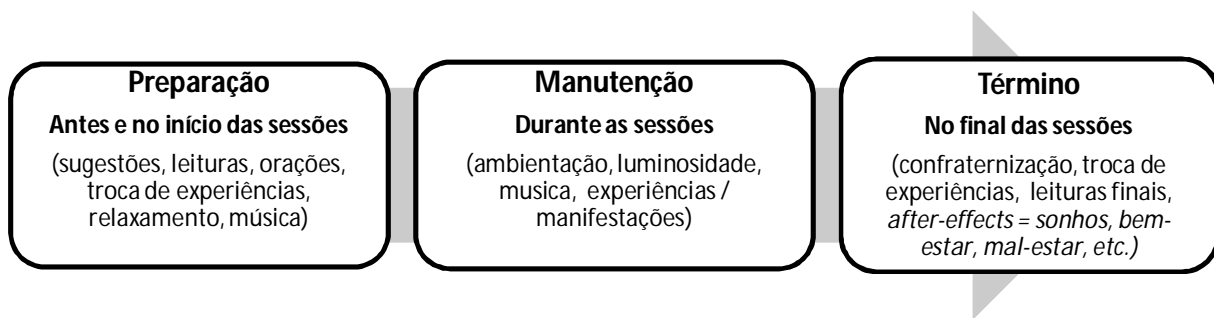 Preparação
Antes e no início das sessões
(sugestões, leituras, orações,
troca de experiências,
relaxamento, música)
Manutenção
Durante as sessões
(ambientação, luminosidade,
musica, experiências /
manifestações)
Término
No final das sessões
(confraternização, troca de
experiências, leituras finais,
after-effects = sonhos, bem-
estar, mal-estar, etc.)